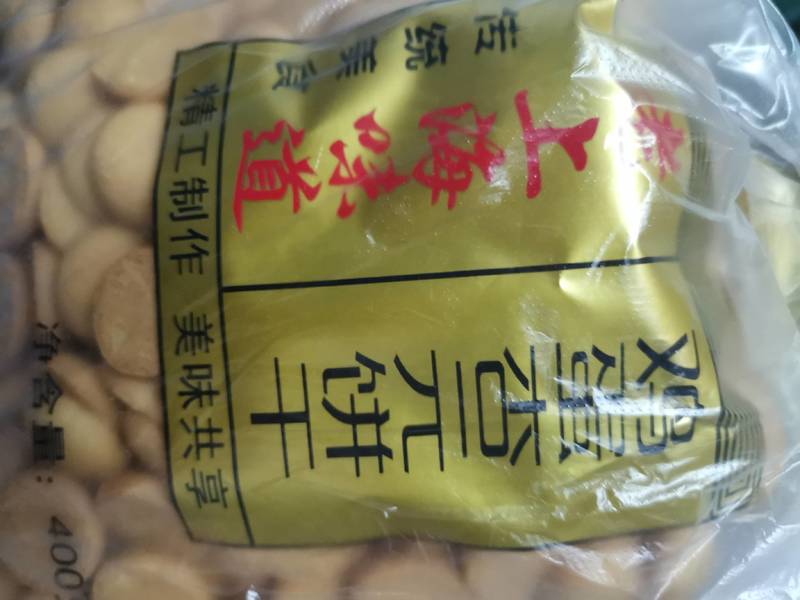 传统美食
老上海味道
鸡蛋杏元饼干
精工制作 美味共享
净含量：400